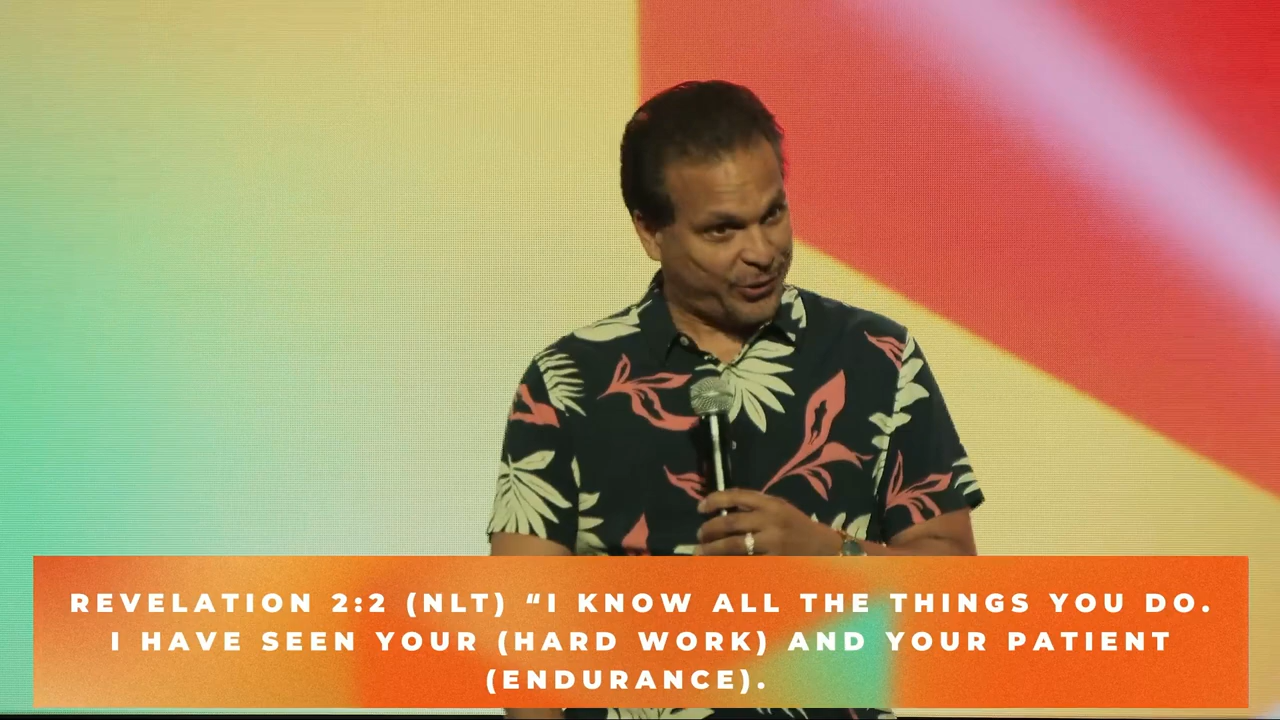 REVELATION 2:2 (NLT) “I KNOW ALL THE THINGS YOU DO.
I HAVE SEEN YOUR (HARD WORK) AND YOUR PATIENT
(ENDURANCE).